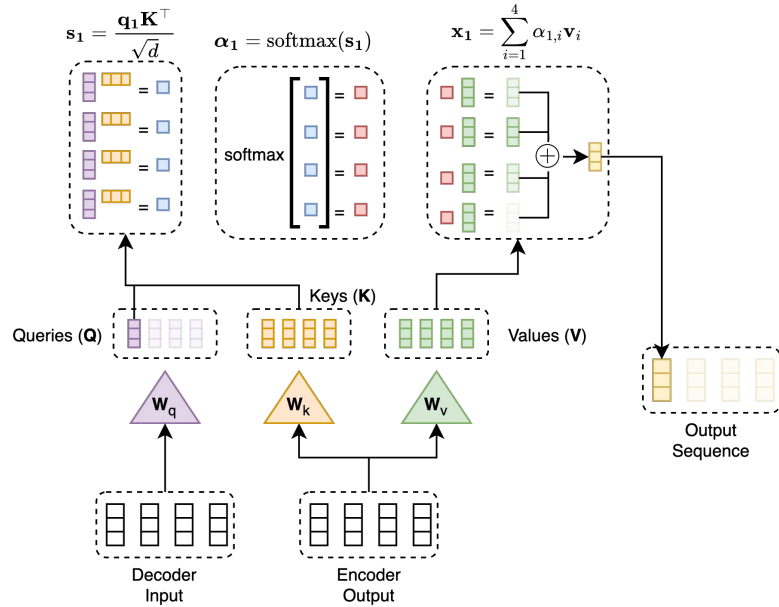 𝐬₁ = 𝐪₁𝐊⊤ / √d
𝜶₁ = softmax(𝐬₁)
𝐱₁ = ∑_{i=1}^{4} α_{1,i} 𝐯_i
=
=
=
=
softmax
=
=
=
=
=
=
=
=
+
Keys (K)
Queries (Q)
Values (V)
W_q
W_k
W_v
Output
Sequence
Decoder
Input
Encoder
Output